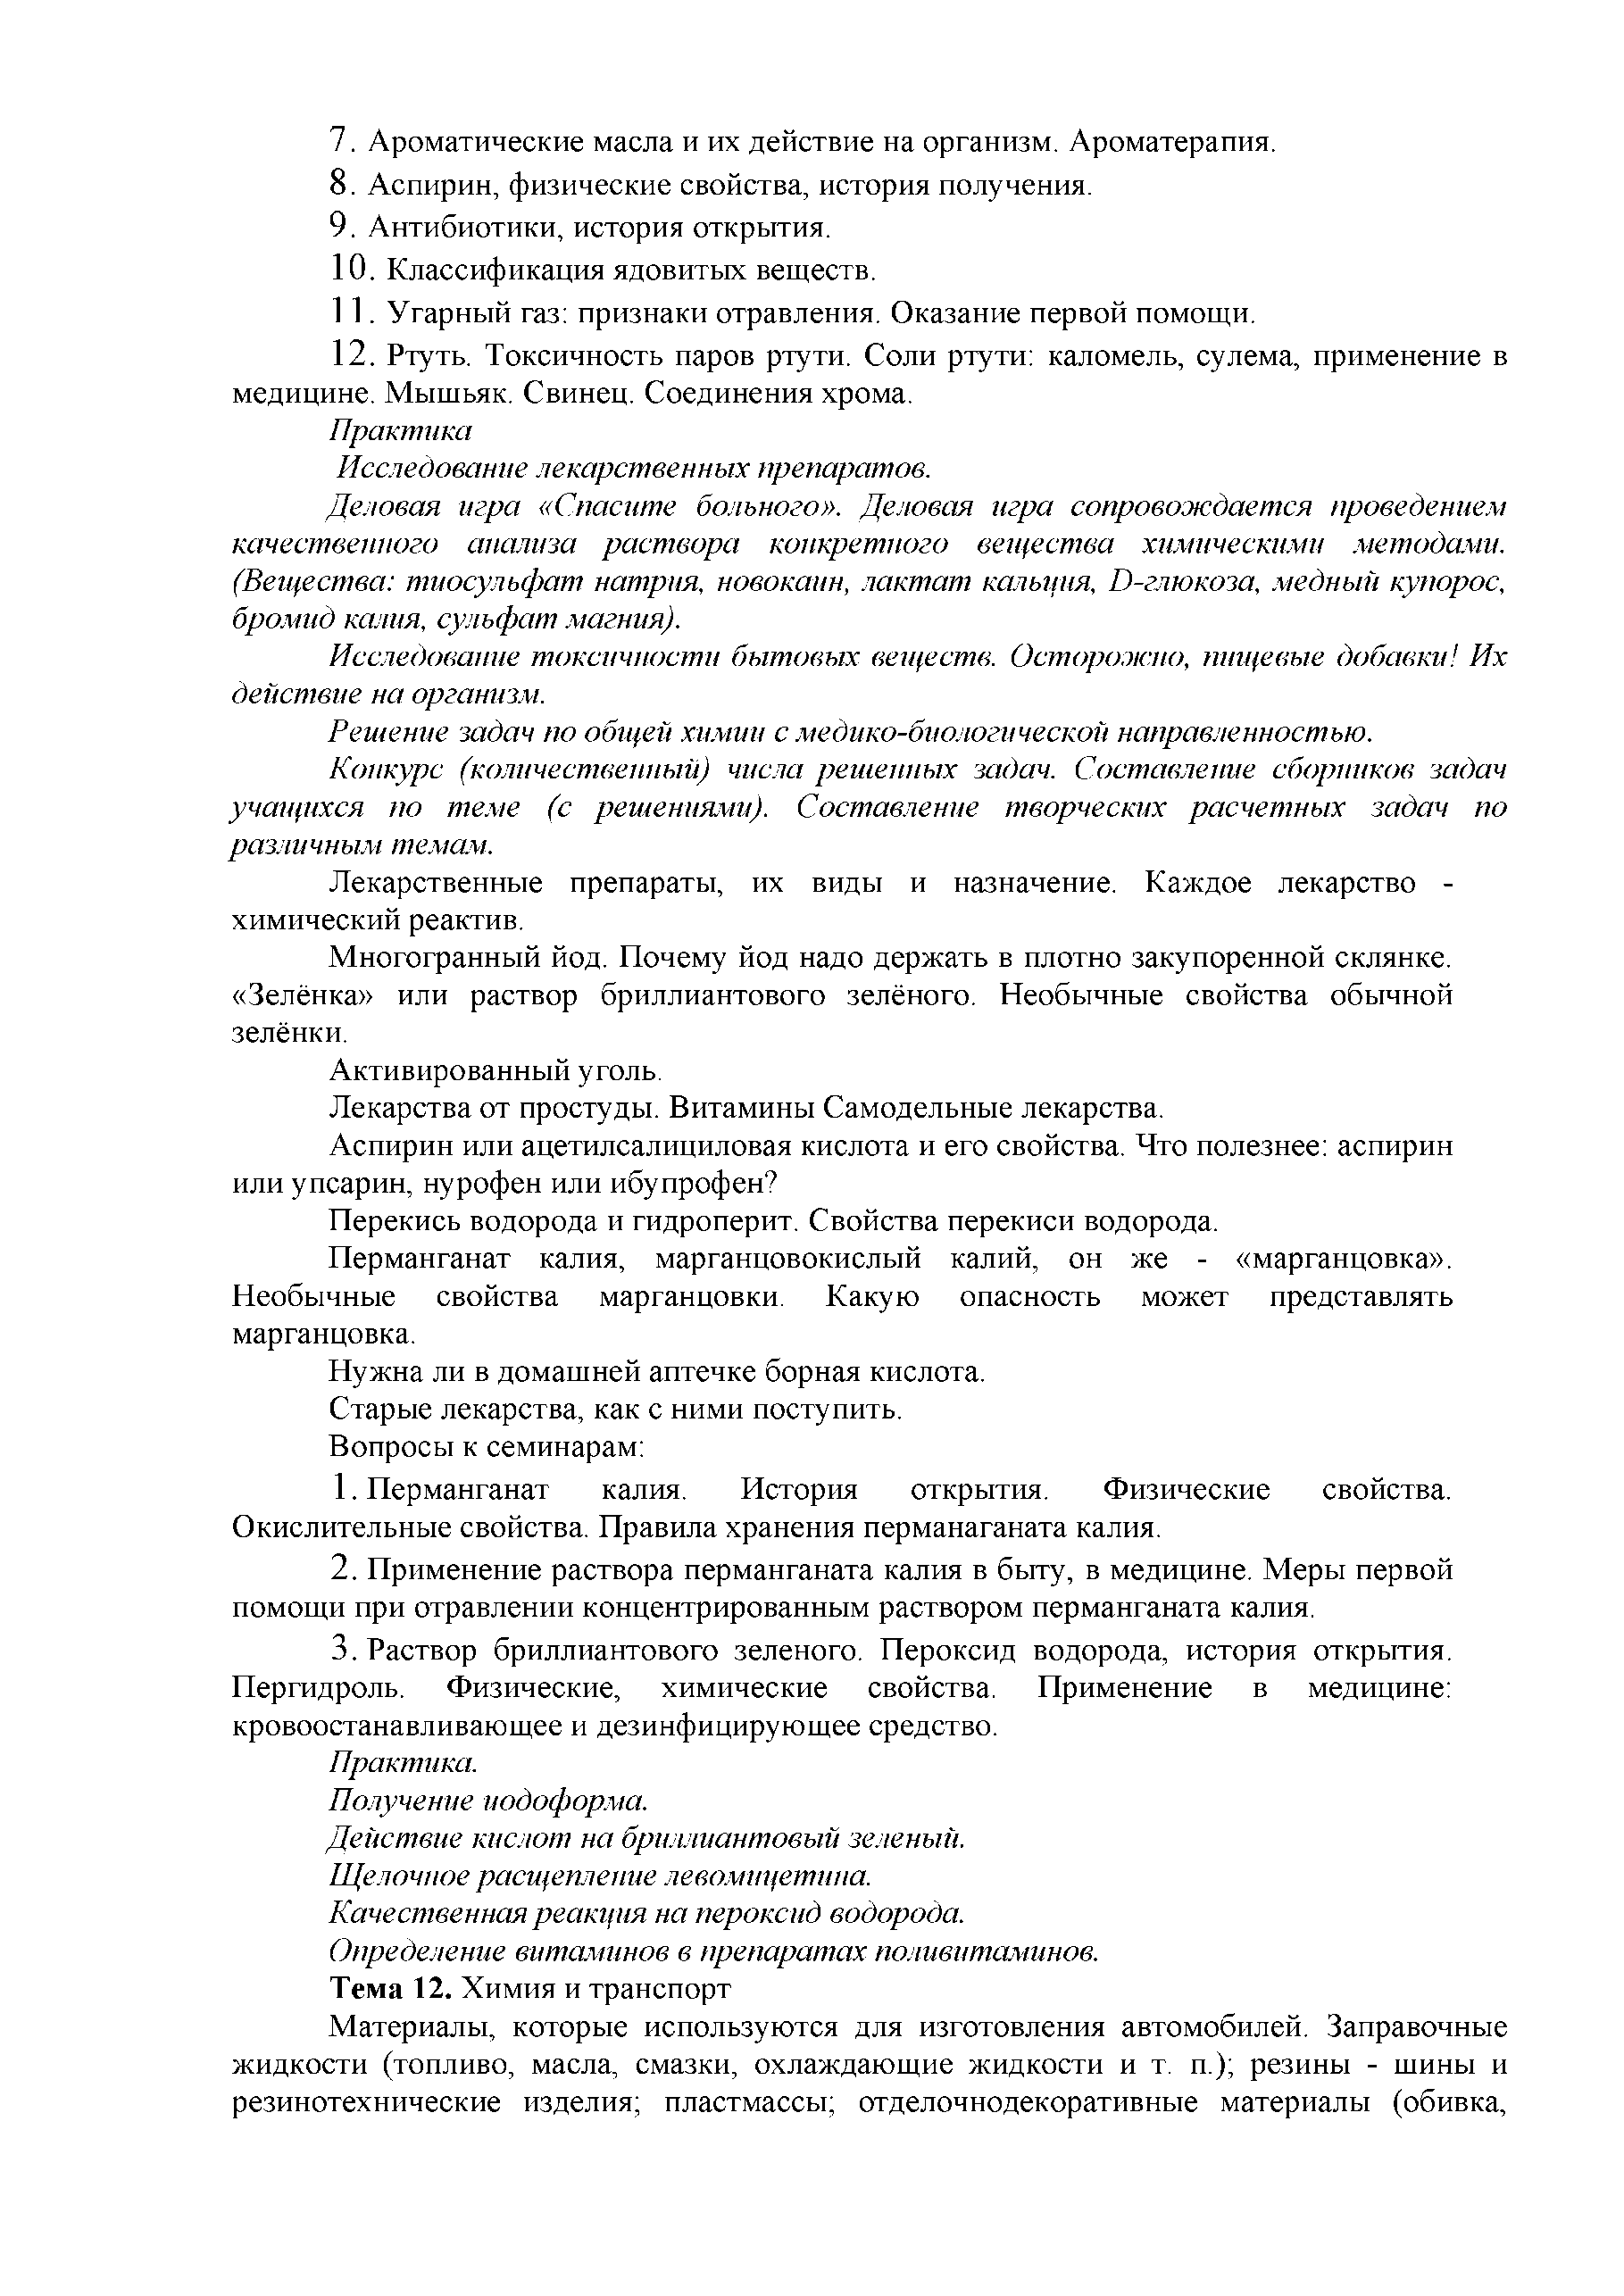 7. Ароматические масла и их действие на организм. Ароматерапия.
8. Аспирин, физические свойства, история получения.
9. Антибиотики, история открытия.
10. Классификация ядовитых веществ.
11. Угарный газ: признаки отравления. Оказание первой помощи.
12. Ртуть. Токсичность паров ртути. Соли ртути: каломель, сулема, применение в
медицине. Мышьяк. Свинец. Соединения хрома.
Практика
Исследование лекарственных препаратов.
Деловая игра «Спасите больного». Деловая игра сопровождается проведением
качественного анализа раствора конкретного вещества химическими методами.
(Вещества: тиосульфат натрия, новокаин, лактат кальция, D-глюкоза, медный купорос,
бромид калия, сульфат магния).
Исследование токсичности бытовых веществ. Осторожно, пищевые добавки! Их
действие на организм.
Решение задач по общей химии с медико-биологической направленностью.
Конкурс (количественный) числа решенных задач. Составление сборников задач
учащихся по теме (с решениями). Составление творческих расчетных задач по
различным темам.
Лекарственные препараты, их виды и назначение. Каждое лекарство -
химический реактив.
Многогранный йод. Почему йод надо держать в плотно закупоренной склянке.
«Зелёнка» или раствор бриллиантового зелёного. Необычные свойства обычной
зелёнки.
Активированный уголь.
Лекарства от простуды. Витамины Самодельные лекарства.
Аспирин или ацетилсалициловая кислота и его свойства. Что полезнее: аспирин
или упсарин, нурофен или ибупрофен?
Перекись водорода и гидроперит. Свойства перекиси водорода.
Перманганат калия, марганцовокислый калий, он же - «марганцовка».
Необычные свойства марганцовки. Какую опасность может представлять
марганцовка.
Нужна ли в домашней аптечке борная кислота.
Старые лекарства, как с ними поступить.
Вопросы к семинарам:
1. Перманганат калия. История открытия. Физические свойства.
Окислительные свойства. Правила хранения перманаганата калия.
2. Применение раствора перманганата калия в быту, в медицине. Меры первой
помощи при отравлении концентрированным раствором перманганата калия.
3. Раствор бриллиантового зеленого. Пероксид водорода, история открытия.
Пергидроль. Физические, химические свойства. Применение в медицине:
кровоостанавливающее и дезинфицирующее средство.
Практика.
Получение иодоформа.
Действие кислот на бриллиантовый зеленый.
Щелочное расщепление левомицетина.
Качественная реакция на пероксид водорода.
Определение витаминов в препаратах поливитаминов.
Тема 12. Химия и транспорт
Материалы, которые используются для изготовления автомобилей. Заправочные
жидкости (топливо, масла, смазки, охлаждающие жидкости и т. п.); резины - шины и
резинотехнические изделия; пластмассы; отделочнодекоративные материалы (обивка,